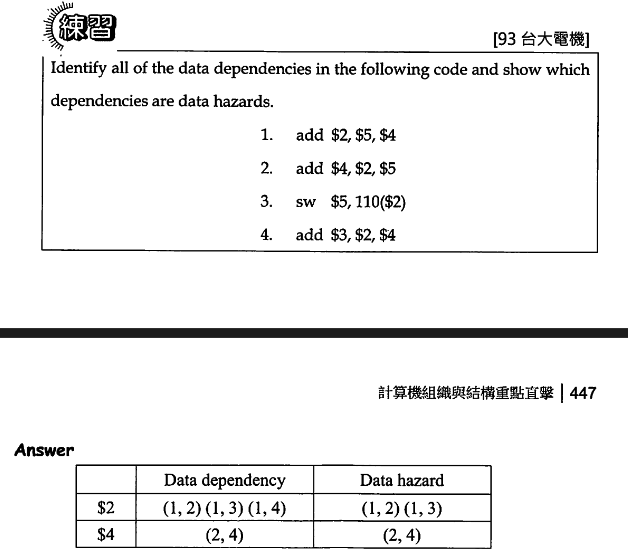 練習
[93 台大電機]
Identify all of the data dependencies in the following code and show which
dependencies are data hazards.
1. add $2, $5, $4
2. add $4, $2, $5
3. sw $5, 110($2)
4. add $3, $2, $4
計算機組織與結構重點直擊 | 447
Answer
Data dependency Data hazard
$2 (1, 2) (1, 3) (1, 4) (1, 2) (1, 3)
$4 (2, 4) (2, 4)